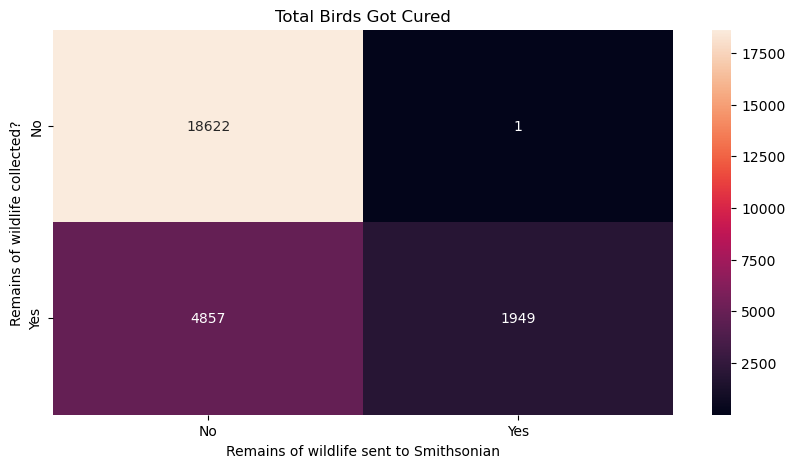 Total Birds Got Cured
Remains of wildlife collected?
No
Yes
18622
1
4857
1949
No
Yes
Remains of wildlife sent to Smithsonian
17500
15000
12500
10000
7500
5000
2500